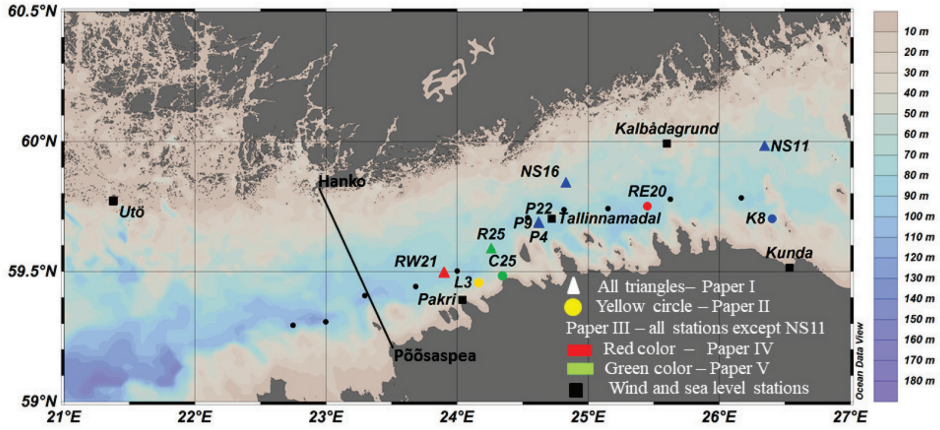 60.5°N
60°N
59.5°N
59°N
21°E
22°E
23°E
24°E
25°E
26°E
27°E
Utö
Hanko
Põõsaspea
Pakri
RW21
L3
C25
R25
NS16
P22
P9
P4
Tallinnamadal
Kalbådagrund
RE20
NS11
K8
Kunda
All triangles– Paper I
Yellow circle – Paper II
Paper III – all stations except NS11
Red color – Paper IV
Green color – Paper V
Wind and sea level stations
Ocean Data View
10 m
20 m
30 m
40 m
50 m
60 m
70 m
80 m
90 m
100 m
110 m
120 m
130 m
140 m
150 m
160 m
170 m
180 m